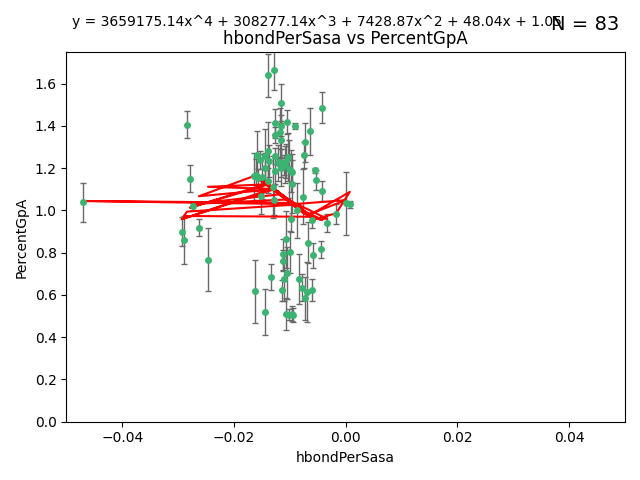 y = 3659175.14x^4 + 308277.14x^3 + 7428.87x^2 + 48.04x + 1.05
N = 83
hbondPerSasa vs PercentGpA
PercentGpA
1.6
1.4
1.2
1.0
0.8
0.6
0.4
0.2
0.0
−0.04 −0.02 0.00 0.02 0.04
hbondPerSasa